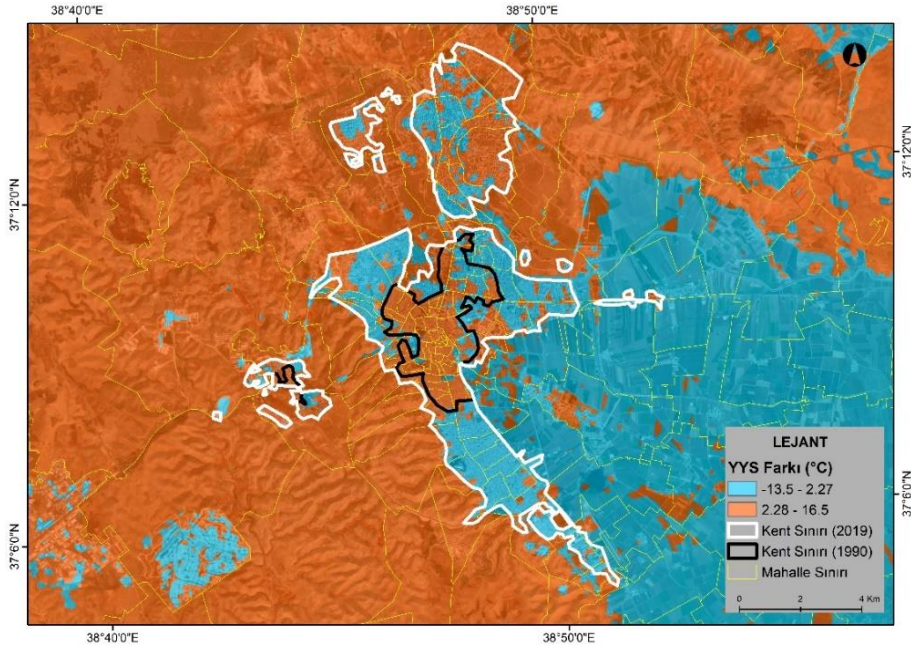 38°40'0"E
38°50'0"E
37°12'0"N
37°12'0"N
37°6'0"N
37°6'0"N
LEJANT
YYS Farkı (°C)
-13.5 - 2.27
2.28 - 16.5
Kent Sınırı (2019)
Kent Sınırı (1990)
Mahalle Sınırı
0 2 4 Km
38°40'0"E
38°50'0"E